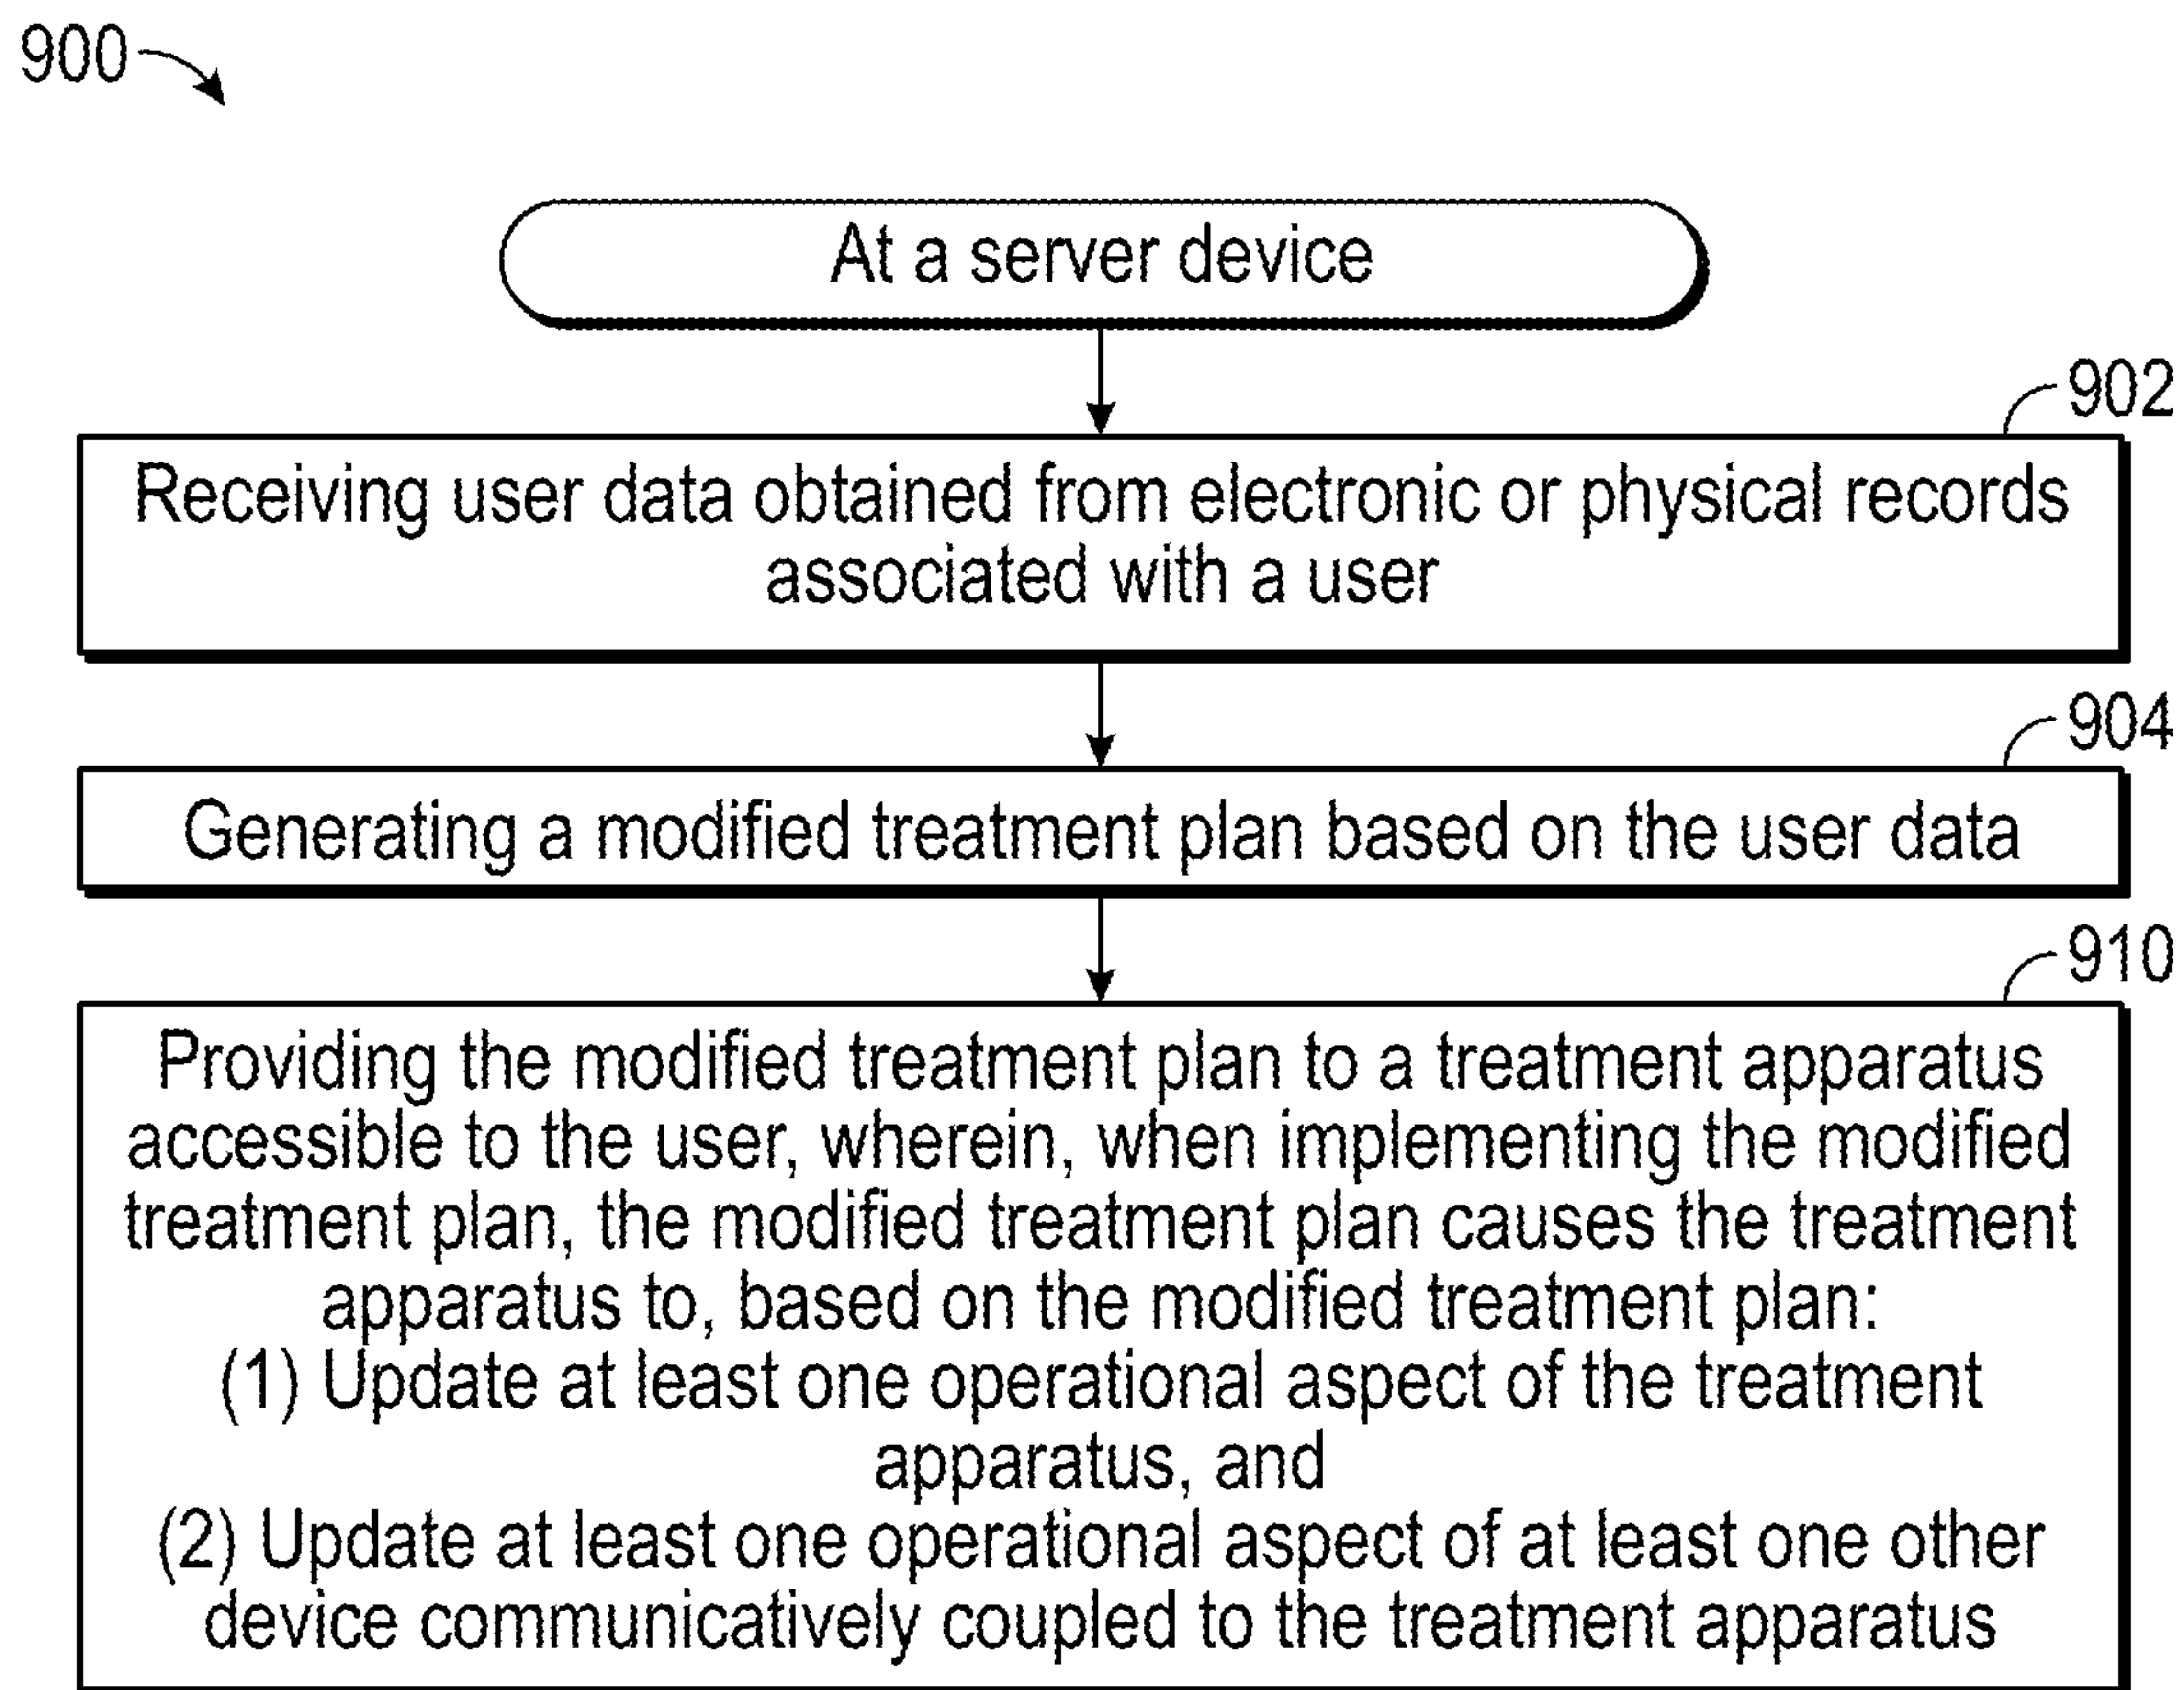 900
At a server device
902
Receiving user data obtained from electronic or physical records
associated with a user
904
Generating a modified treatment plan based on the user data
910
Providing the modified treatment plan to a treatment apparatus
accessible to the user, wherein, when implementing the modified
treatment plan, the modified treatment plan causes the treatment
apparatus to, based on the modified treatment plan:
(1) Update at least one operational aspect of the treatment
apparatus, and
(2) Update at least one operational aspect of at least one other
device communicatively coupled to the treatment apparatus